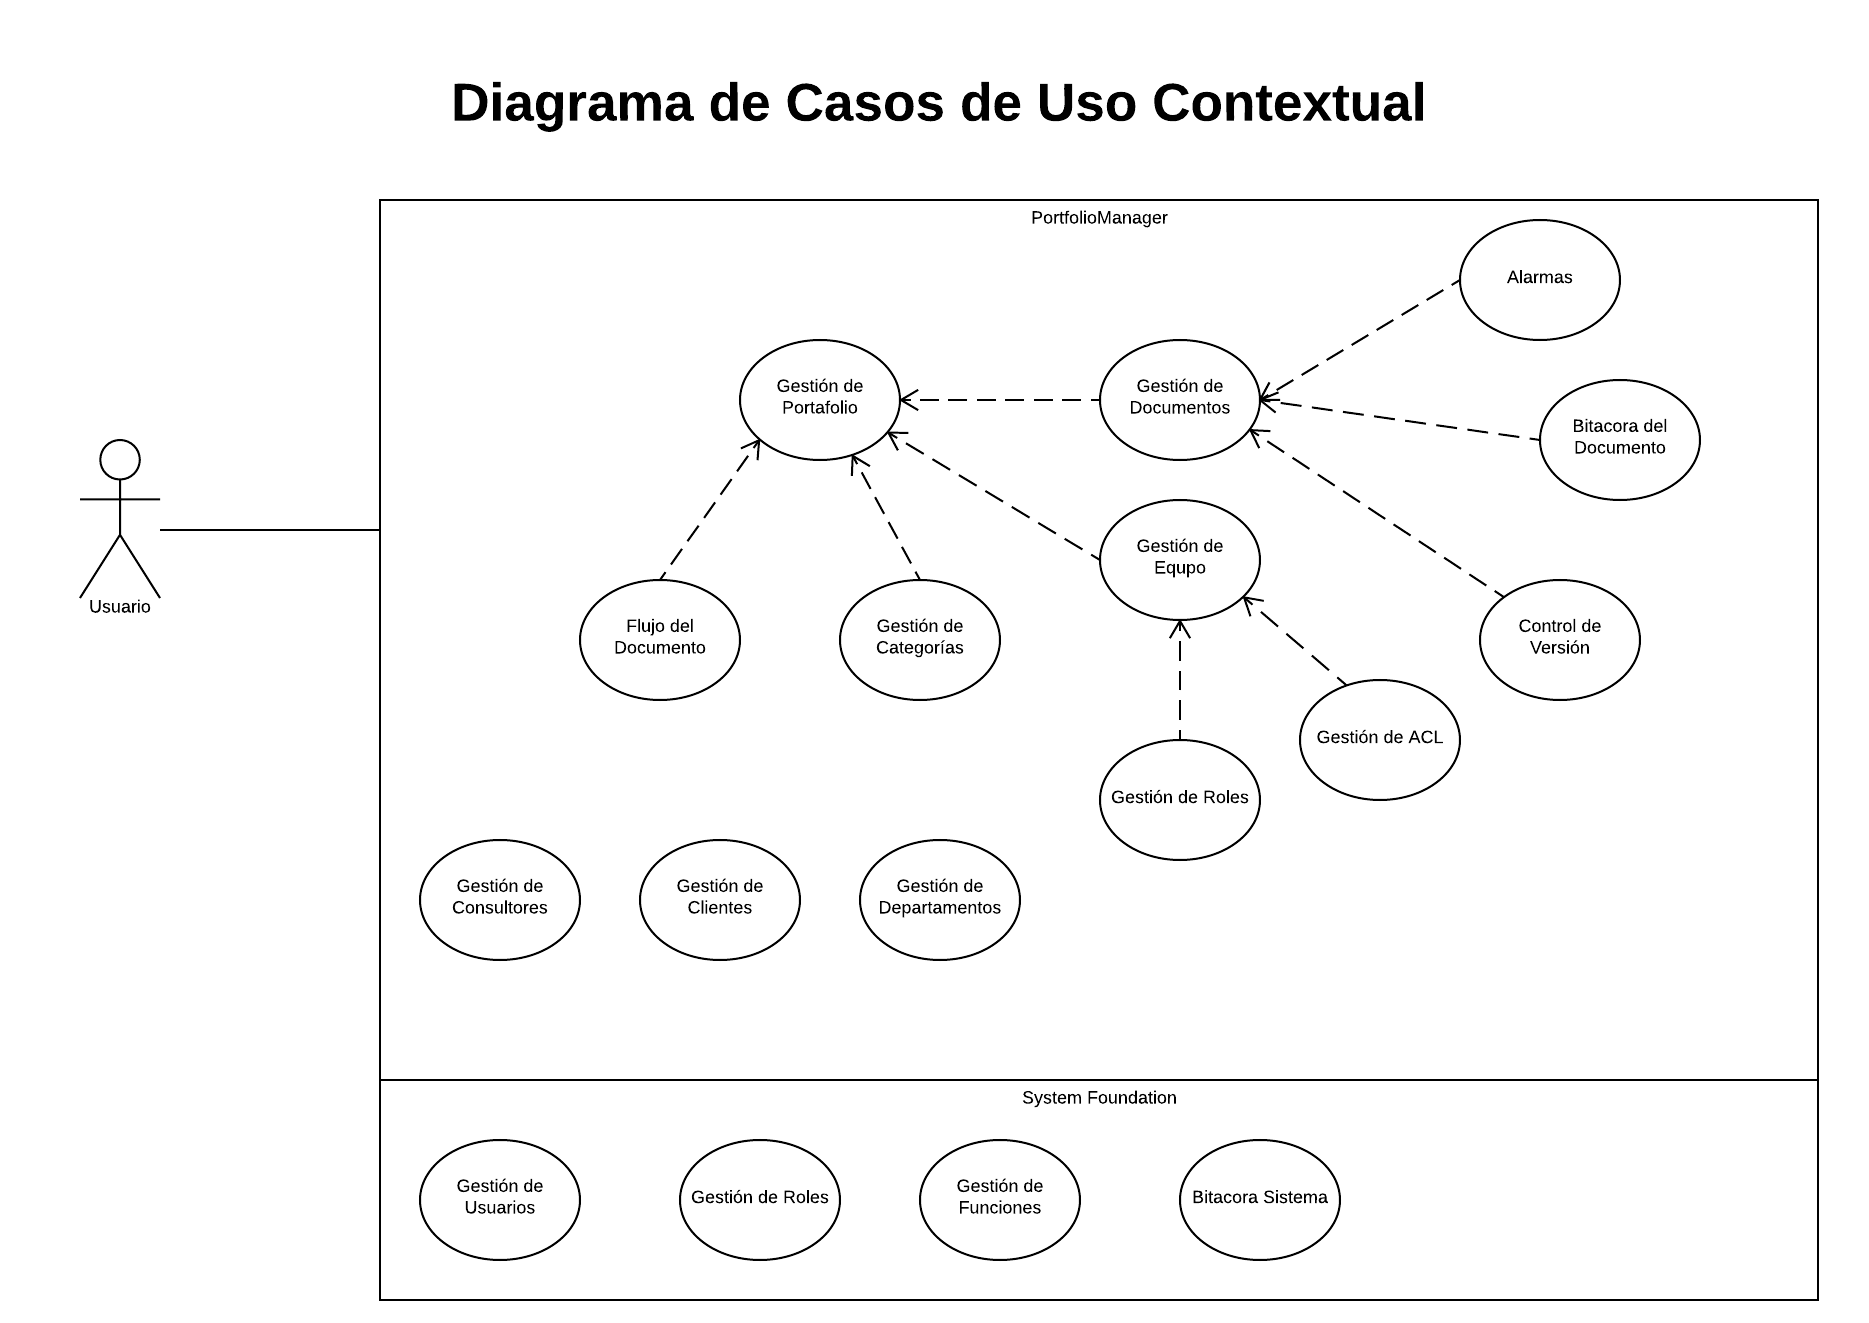 Diagrama de Casos de Uso Contextual
PortfolioManager
Alarmas
Gestión de
Portafolio
Gestión de
Documentos
Bitacora del
Documento
Gestión de
Equpo
Usuario
Flujo del
Documento
Gestión de
Categorías
Control de
Versión
Gestión de ACL
Gestión de Roles
Gestión de
Consultores
Gestión de
Clientes
Gestión de
Departamentos
System Foundation
Gestión de
Usuarios
Gestión de Roles
Gestión de
Funciones
Bitacora Sistema